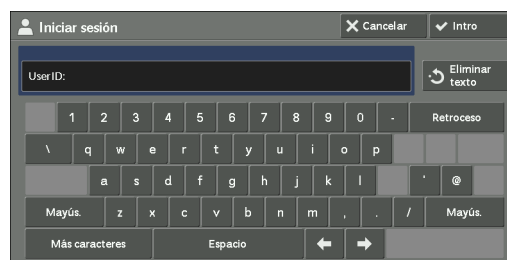 Iniciar sesión
Cancelar
Intro
UserID:
Eliminar
texto
1 2 3 4 5 6 7 8 9 0 - Retroceso
\ q w e r t y u i o p
a s d f g h j k l ' @
Mayús. z x c v b n m , . / Mayús.
Más caracteres Espacio ← →